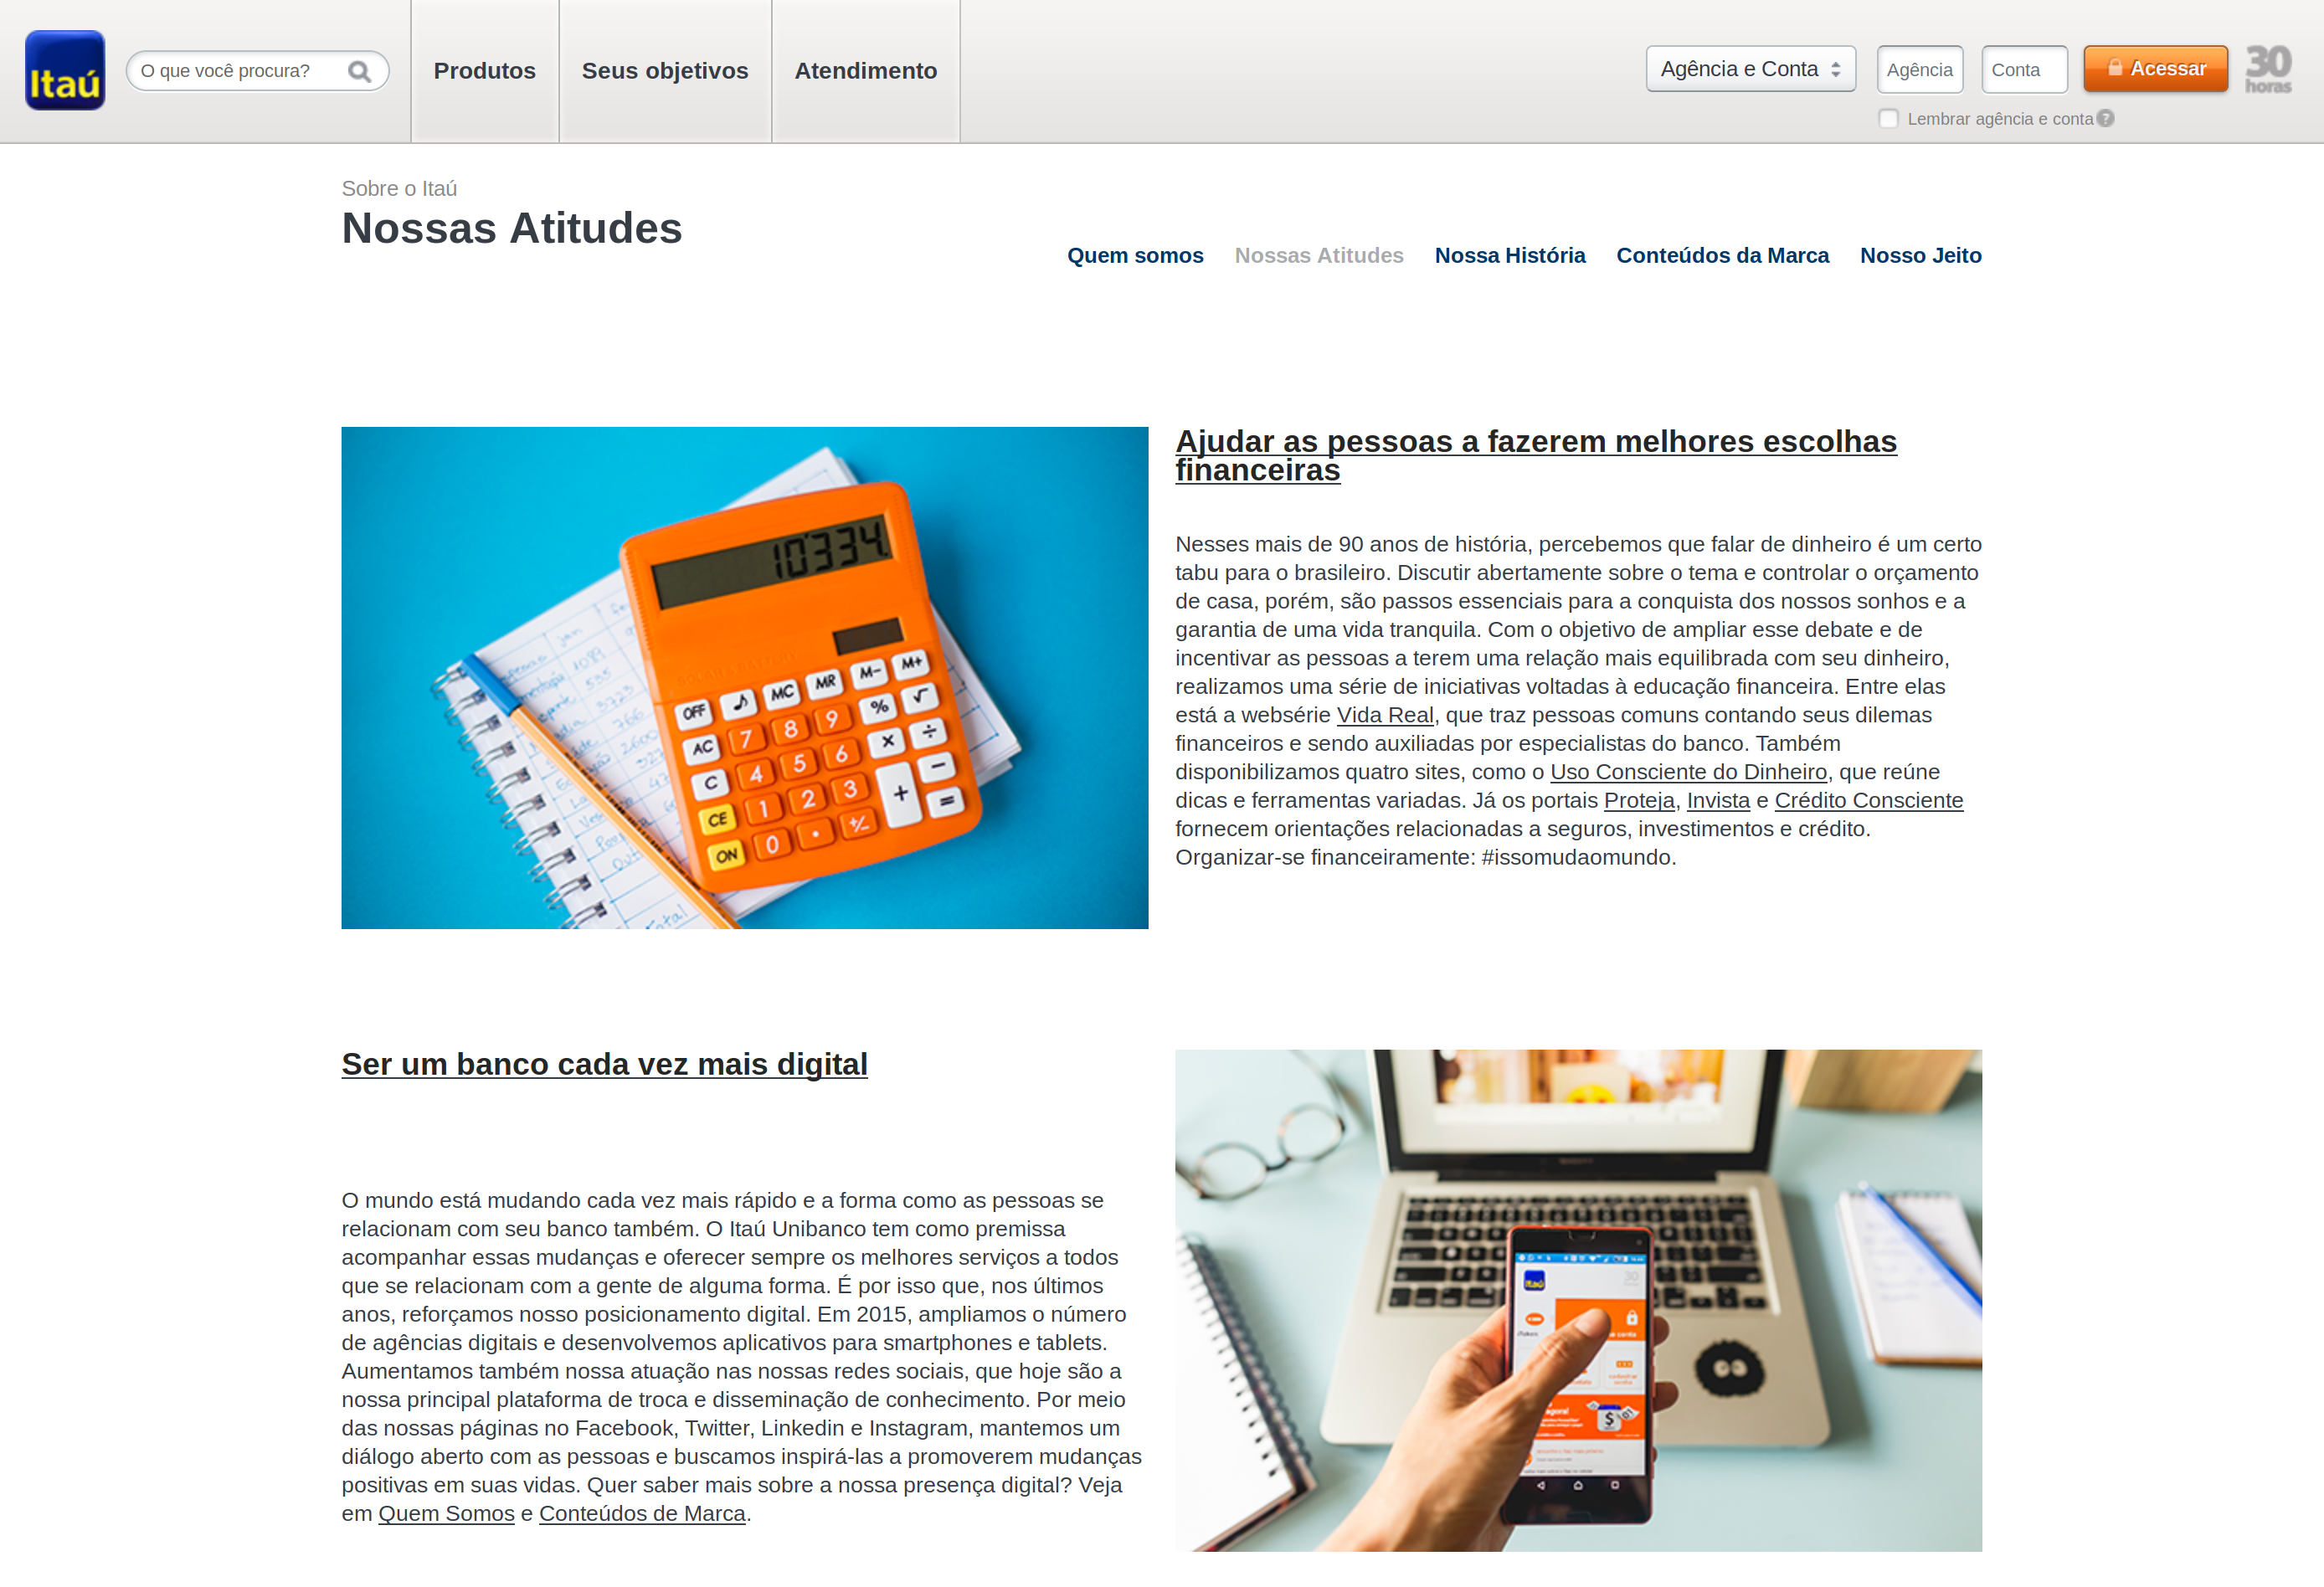 Itaú
O que você procura?
Produtos
Seus objetivos
Atendimento
Agência e Conta
Agência
Conta
Acessar
30
horas
Lembrar agência e conta
?
Sobre o Itaú
Nossas Atitudes
Quem somos
Nossas Atitudes
Nossa História
Conteúdos da Marca
Nosso Jeito
10334.
OFF
MC
MR
M-
M+
AC
7
8
9
%
√
C
4
5
6
×
÷
CE
1
2
3
+
−
ON
0
•
+/−
=
jan
1089
535
3723
766
2600
Total
Ajudar as pessoas a fazerem melhores escolhas
financeiras
Nesses mais de 90 anos de história, percebemos que falar de dinheiro é um certo
tabu para o brasileiro. Discutir abertamente sobre o tema e controlar o orçamento
de casa, porém, são passos essenciais para a conquista dos nossos sonhos e a
garantia de uma vida tranquila. Com o objetivo de ampliar esse debate e de
incentivar as pessoas a terem uma relação mais equilibrada com seu dinheiro,
realizamos uma série de iniciativas voltadas à educação financeira. Entre elas
está a websérie Vida Real, que traz pessoas comuns contando seus dilemas
financeiros e sendo auxiliadas por especialistas do banco. Também
disponibilizamos quatro sites, como o Uso Consciente do Dinheiro, que reúne
dicas e ferramentas variadas. Já os portais Proteja, Invista e Crédito Consciente
fornecem orientações relacionadas a seguros, investimentos e crédito.
Organizar-se financeiramente: #issomudaomundo.
Ser um banco cada vez mais digital
O mundo está mudando cada vez mais rápido e a forma como as pessoas se
relacionam com seu banco também. O Itaú Unibanco tem como premissa
acompanhar essas mudanças e oferecer sempre os melhores serviços a todos
que se relacionam com a gente de alguma forma. É por isso que, nos últimos
anos, reforçamos nosso posicionamento digital. Em 2015, ampliamos o número
de agências digitais e desenvolvemos aplicativos para smartphones e tablets.
Aumentamos também nossa atuação nas nossas redes sociais, que hoje são a
nossa principal plataforma de troca e disseminação de conhecimento. Por meio
das nossas páginas no Facebook, Twitter, Linkedin e Instagram, mantemos um
diálogo aberto com as pessoas e buscamos inspirá-las a promoverem mudanças
positivas em suas vidas. Quer saber mais sobre a nossa presença digital? Veja
em Quem Somos e Conteúdos de Marca.
Itaú
30
conta
$